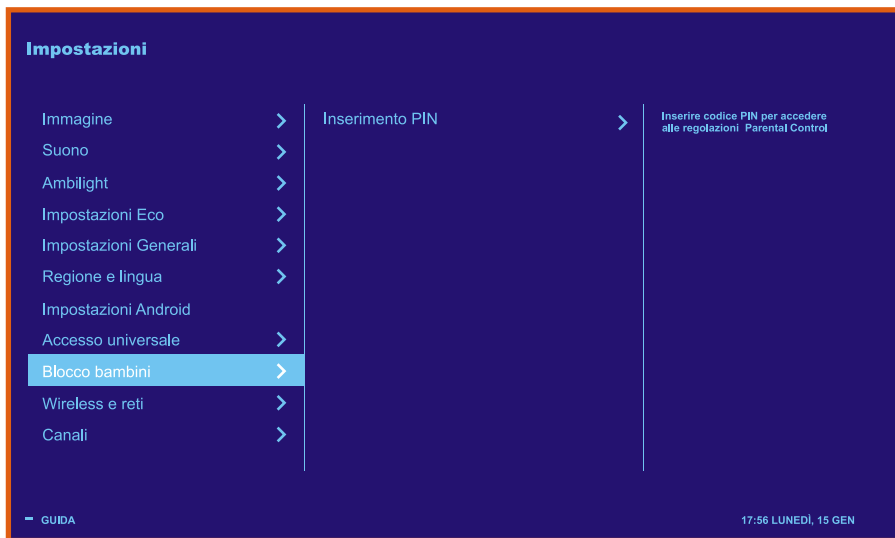 Impostazioni
Immagine
Suono
Ambilight
Impostazioni Eco
Impostazioni Generali
Regione e lingua
Impostazioni Android
Accesso universale
Blocco bambini
Wireless e reti
Canali
Inserimento PIN
Inserire codice PIN per accedere
alle regolazioni Parental Control
GUIDA
17:56 LUNEDÌ, 15 GEN